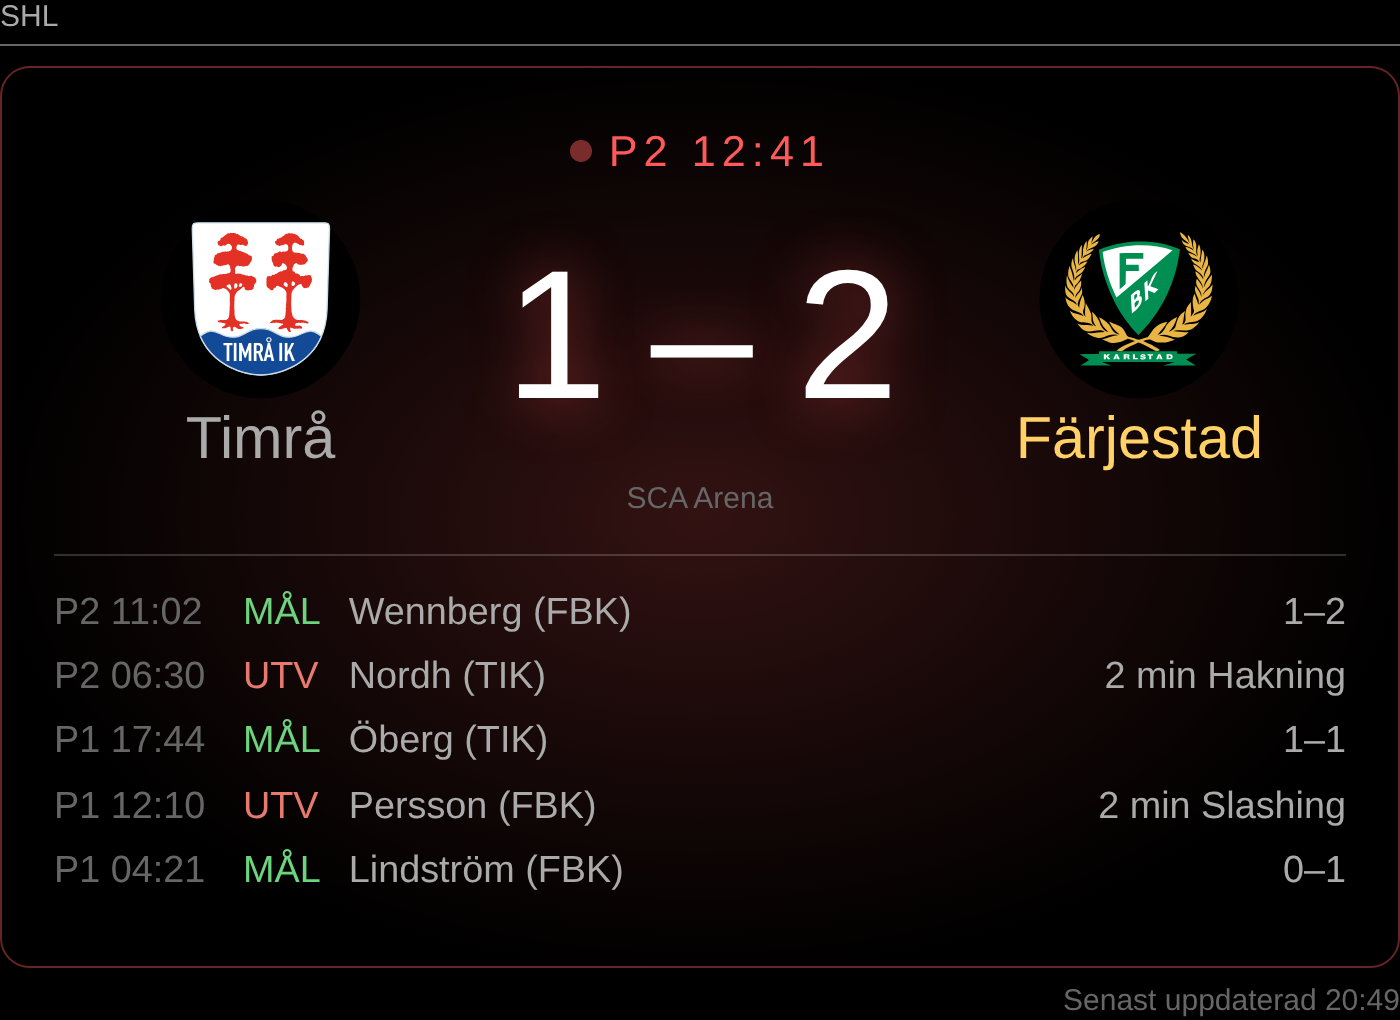 SHL
P2 12:41
1 – 2
TIMRÅ IK
F
BK
KARLSTAD
Timrå
Färjestad
SCA Arena
P2 11:02 MÅL Wennberg (FBK) 1–2
P2 06:30 UTV Nordh (TIK) 2 min Hakning
P1 17:44 MÅL Öberg (TIK) 1–1
P1 12:10 UTV Persson (FBK) 2 min Slashing
P1 04:21 MÅL Lindström (FBK) 0–1
Senast uppdaterad 20:49